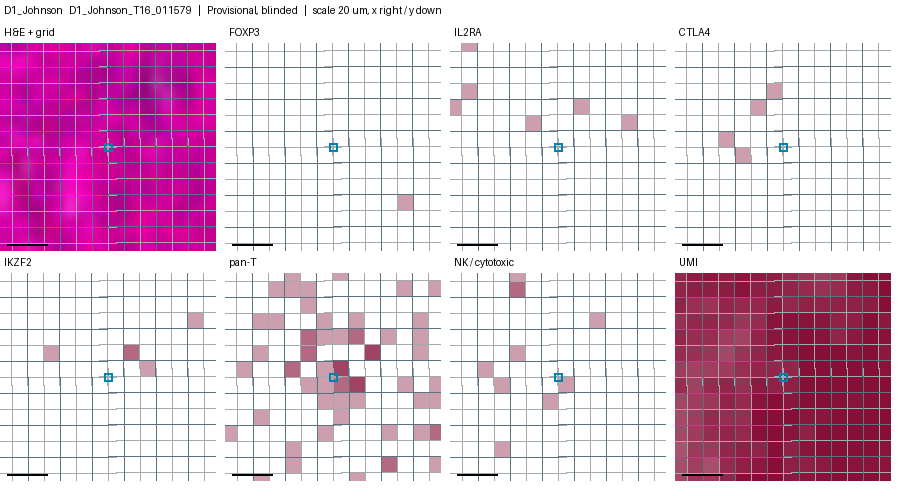 D1_Johnson D1_Johnson_T16_011579 | Provisional, blinded | scale 20 um, x right / y down
H&E + grid
FOXP3
IL2RA
CTLA4
IKZF2
pan-T
NK / cytotoxic
UMI